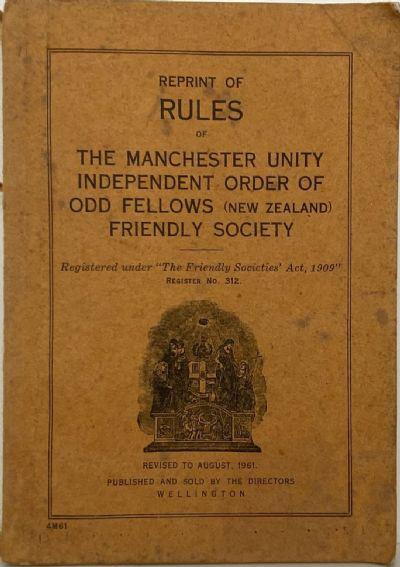 REPRINT OF
RULES
OF
THE MANCHESTER UNITY
INDEPENDENT ORDER OF
ODD FELLOWS (NEW ZEALAND)
FRIENDLY SOCIETY
Registered under "The Friendly Societies' Act, 1909"
REGISTER NO. 312.
REVISED TO AUGUST, 1961.
PUBLISHED AND SOLD BY THE DIRECTORS
WELLINGTON
4M61